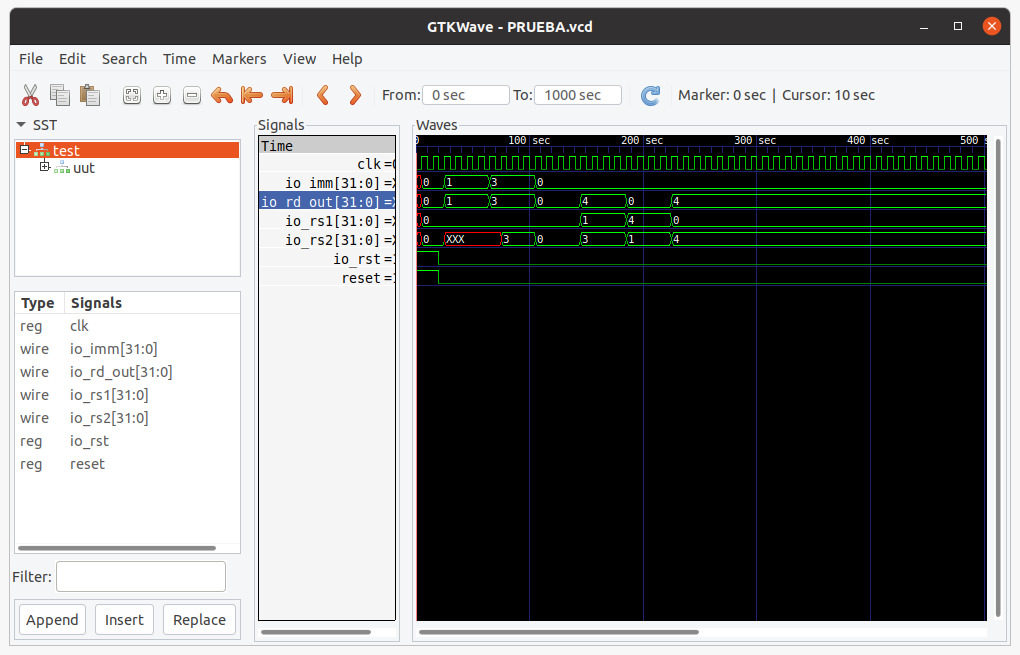 GTKWave - PRUEBA.vcd
File Edit Search Time Markers View Help
From: 0 sec To: 1000 sec Marker: 0 sec | Cursor: 10 sec
SST
test
uut
Type Signals
reg clk
wire io_imm[31:0]
wire io_rd_out[31:0]
wire io_rs1[31:0]
wire io_rs2[31:0]
reg io_rst
reg reset
Filter:
Append Insert Replace
Signals
Time
clk =
io_imm[31:0] =X
io_rd_out[31:0] =X
io_rs1[31:0] =X
io_rs2[31:0] =X
io_rst =
reset =
Waves
0 100 sec 200 sec 300 sec 400 sec 500
0 1 3 0
0 1 3 0 4 0 4
0 1 4 0
0 XXX 3 0 3 1 4